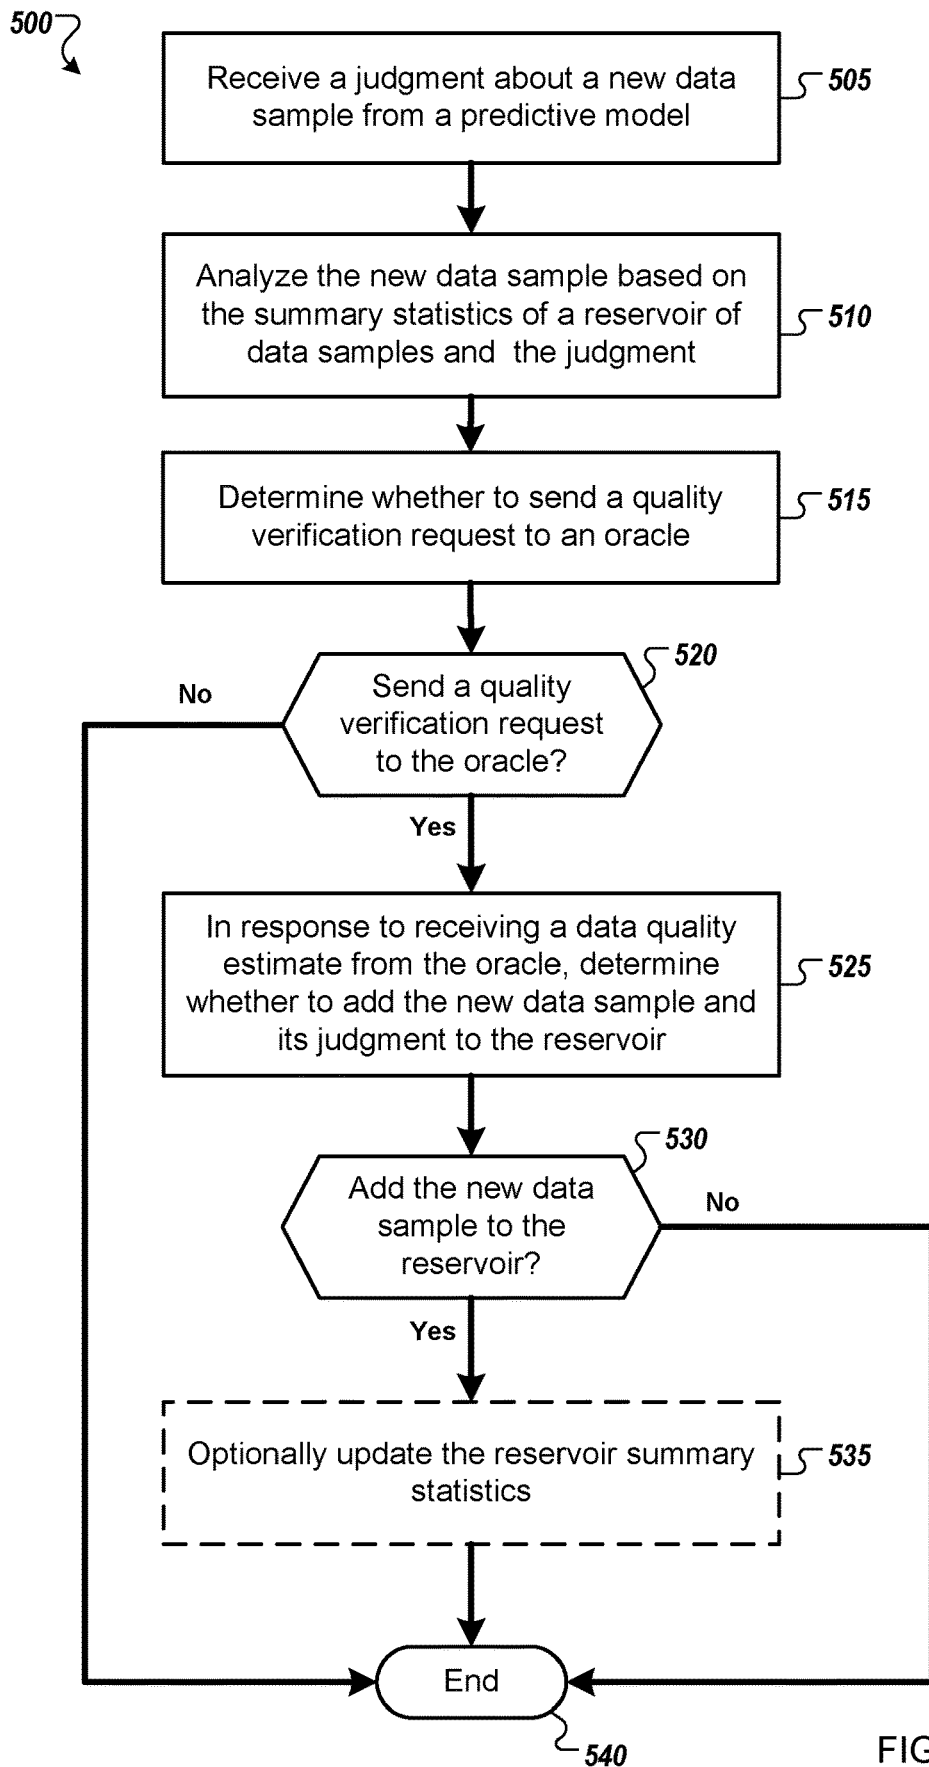 500
Receive a judgment about a new data
sample from a predictive model
505
Analyze the new data sample based on
the summary statistics of a reservoir of
data samples and the judgment
510
Determine whether to send a quality
verification request to an oracle
515
520
No
Send a quality
verification request
to the oracle?
Yes
In response to receiving a data quality
estimate from the oracle, determine
whether to add the new data sample and
its judgment to the reservoir
525
530
Add the new data
sample to the
reservoir?
No
Yes
Optionally update the reservoir summary
statistics
535
End
540
FIG